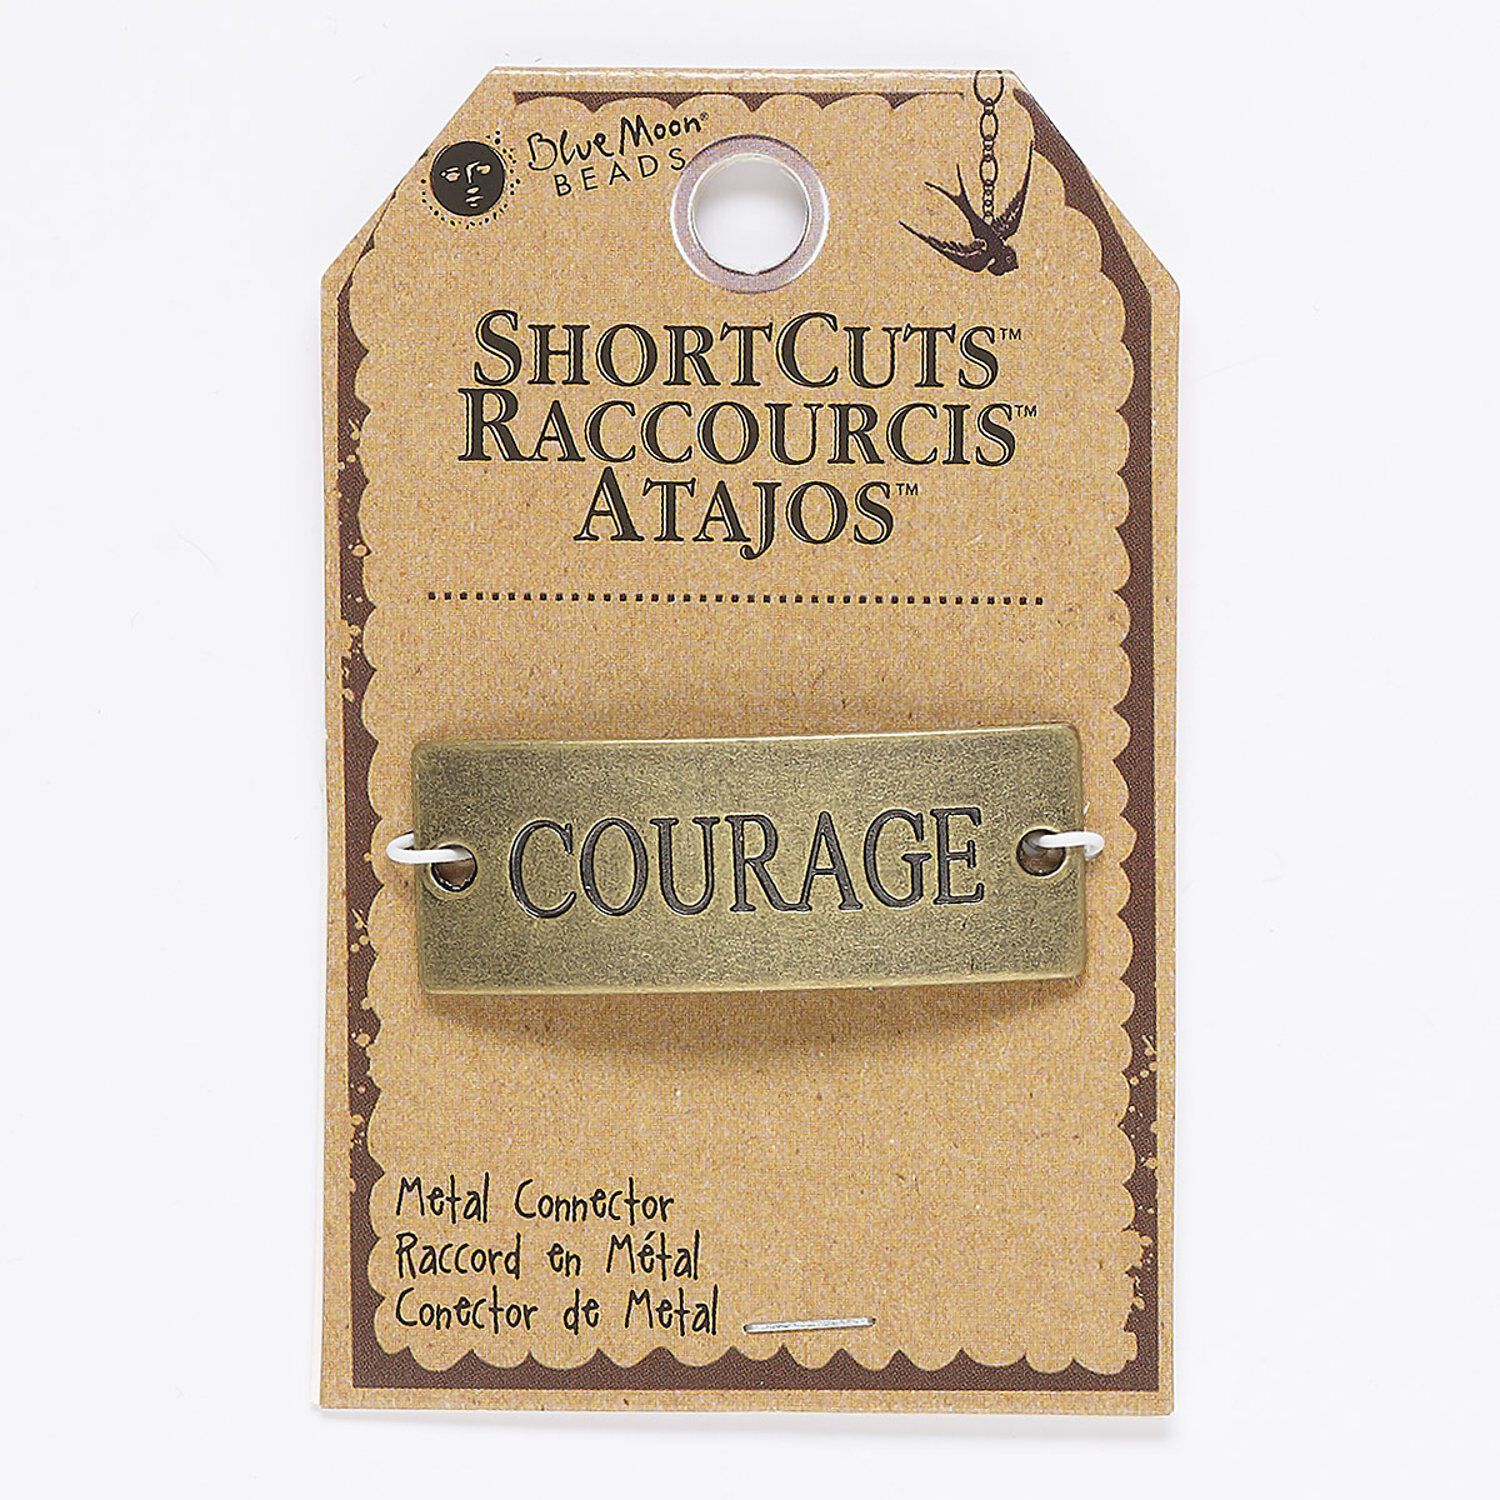 Blue Moon®
BEADS
SHORTCUTS™
RACCOURCIS™
ATAJOS™
COURAGE
Metal Connector
Raccord en Métal
Conector de Metal